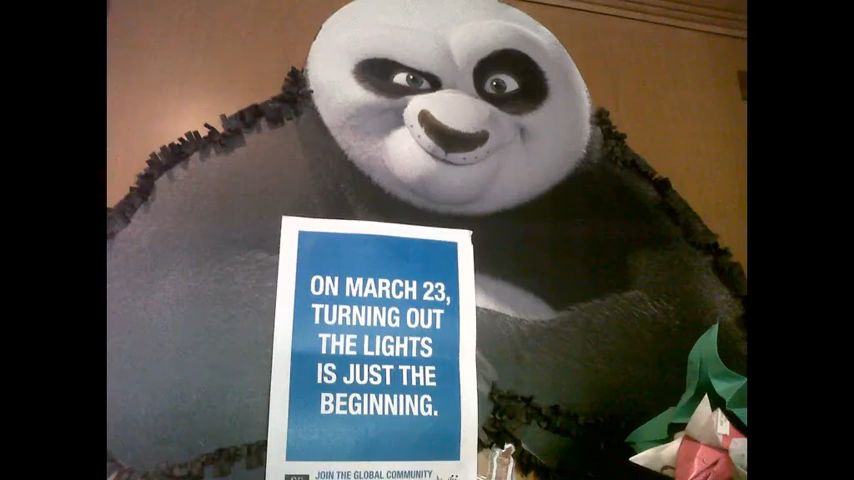 ON MARCH 23,
TURNING OUT
THE LIGHTS
IS JUST THE
BEGINNING.
JOIN THE GLOBAL COMMUNITY